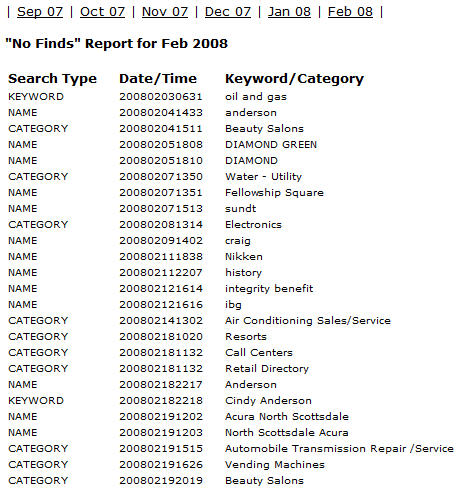 | Sep 07 | Oct 07 | Nov 07 | Dec 07 | Jan 08 | Feb 08 |
"No Finds" Report for Feb 2008
Search Type Date/Time Keyword/Category
KEYWORD 200802030631 oil and gas
NAME 200802041433 anderson
CATEGORY 200802041511 Beauty Salons
NAME 200802051808 DIAMOND GREEN
NAME 200802051810 DIAMOND
CATEGORY 200802071350 Water - Utility
NAME 200802071351 Fellowship Square
NAME 200802071513 sundt
CATEGORY 200802081314 Electronics
NAME 200802091402 craig
NAME 200802111838 Nikken
NAME 200802112207 history
NAME 200802121614 integrity benefit
NAME 200802121616 ibg
CATEGORY 200802141302 Air Conditioning Sales/Service
CATEGORY 200802181020 Resorts
CATEGORY 200802181132 Call Centers
CATEGORY 200802181132 Retail Directory
NAME 200802182217 Anderson
KEYWORD 200802182218 Cindy Anderson
NAME 200802191202 Acura North Scottsdale
NAME 200802191203 North Scottsdale Acura
CATEGORY 200802191515 Automobile Transmission Repair /Service
CATEGORY 200802191626 Vending Machines
CATEGORY 200802192019 Beauty Salons